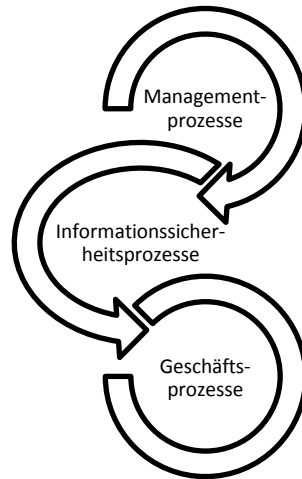 Management-
prozesse
Informationssicher-
heitsprozesse
Geschäfts-
prozesse